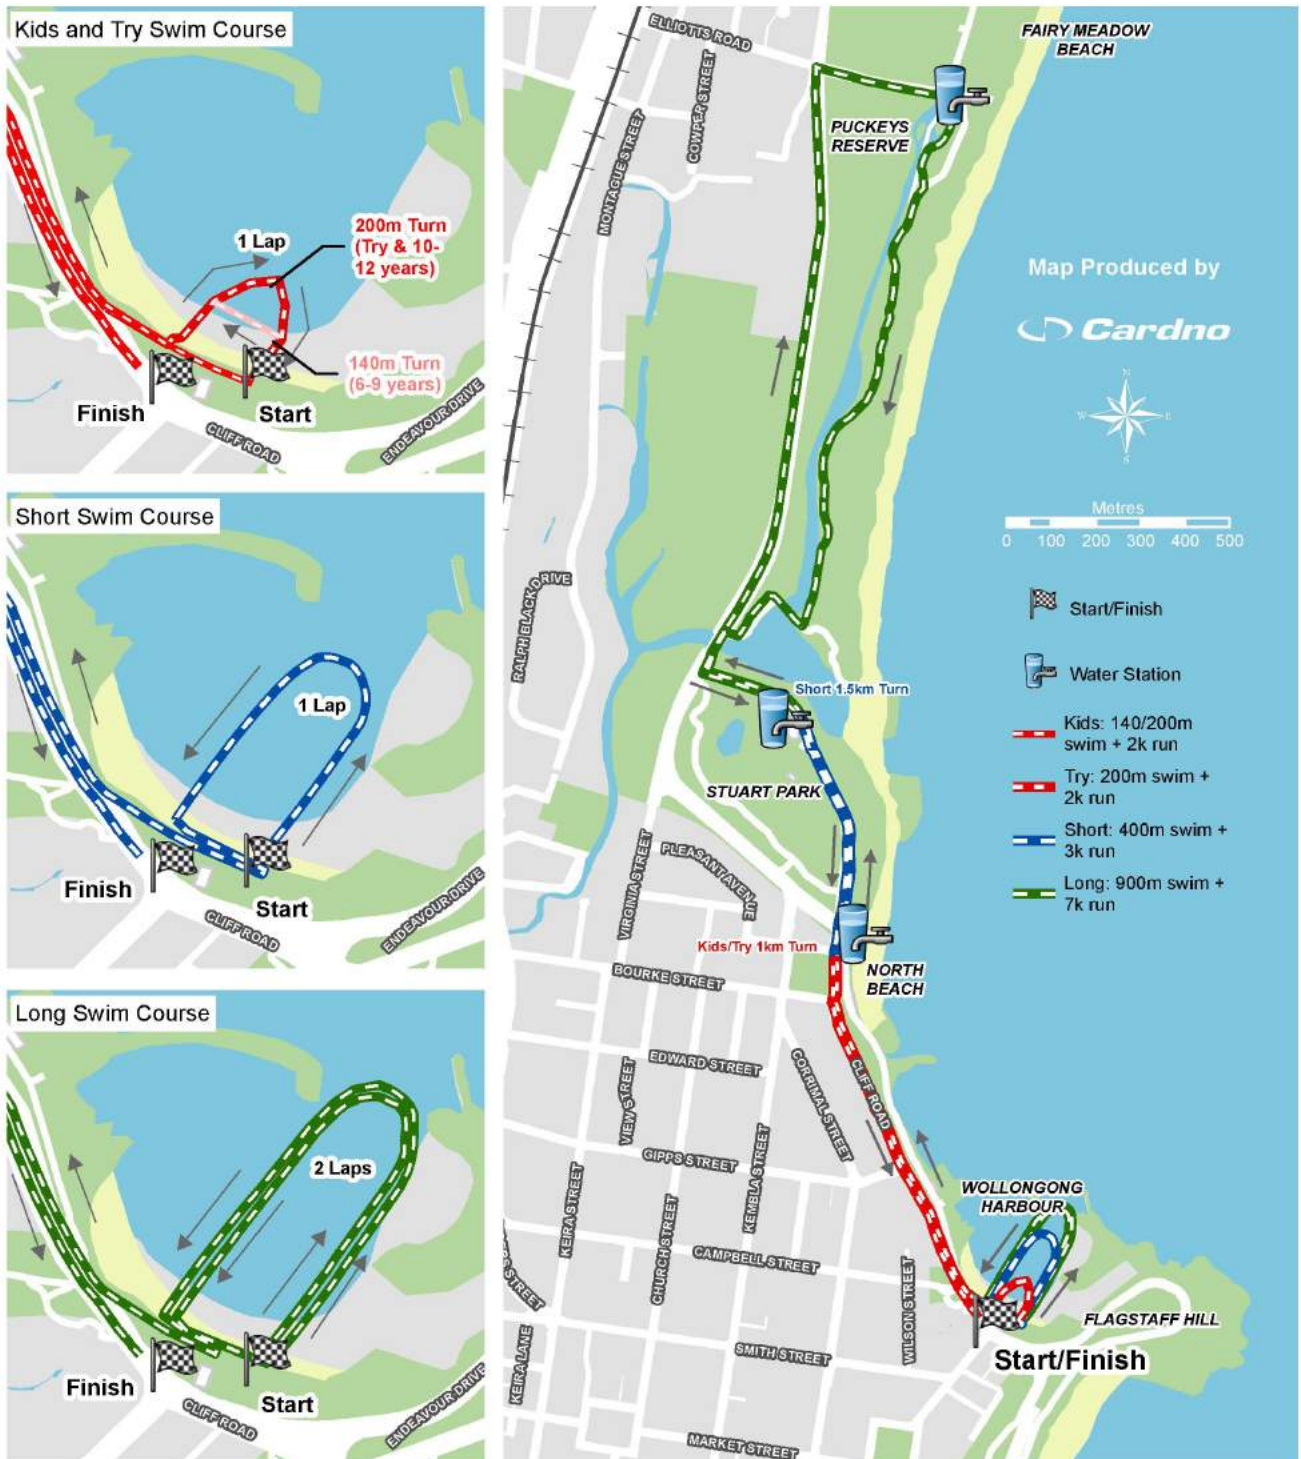 Kids and Try Swim Course
1 Lap
200m Turn
(Try & 10-
12 years)
140m Turn
(6-9 years)
Finish
Start
CLIFF ROAD
ENDEAVOUR DRIVE
Short Swim Course
1 Lap
Finish
Start
CLIFF ROAD
ENDEAVOUR DRIVE
Long Swim Course
2 Laps
Finish
Start
CLIFF ROAD
ENDEAVOUR DRIVE
ELLIOTTS ROAD
COWPER STREET
MONTAGUE STREET
FAIRY MEADOW
BEACH
PUCKEYS
RESERVE
RALPH BLACK DRIVE
Short 1.5km Turn
STUART PARK
VIRGINIA STREET
PLEASANT AVENUE
Kids/Try 1km Turn
NORTH
BEACH
BOURKE STREET
EDWARD STREET
VIEW STREET
CORRIMAL STREET
CLIFF ROAD
GIPPS STREET
KEIRA STREET
CHURCH STREET
KEMBLA STREET
CAMPBELL STREET
WILSON STREET
SMITH STREET
KEIRA LANE
MARKET STREET
WOLLONGONG
HARBOUR
FLAGSTAFF HILL
Start/Finish
Map Produced by
Cardno
N
W E
S
Metres
0 100 200 300 400 500
Start/Finish
Water Station
Kids: 140/200m
swim + 2k run
Try: 200m swim +
2k run
Short: 400m swim +
3k run
Long: 900m swim +
7k run